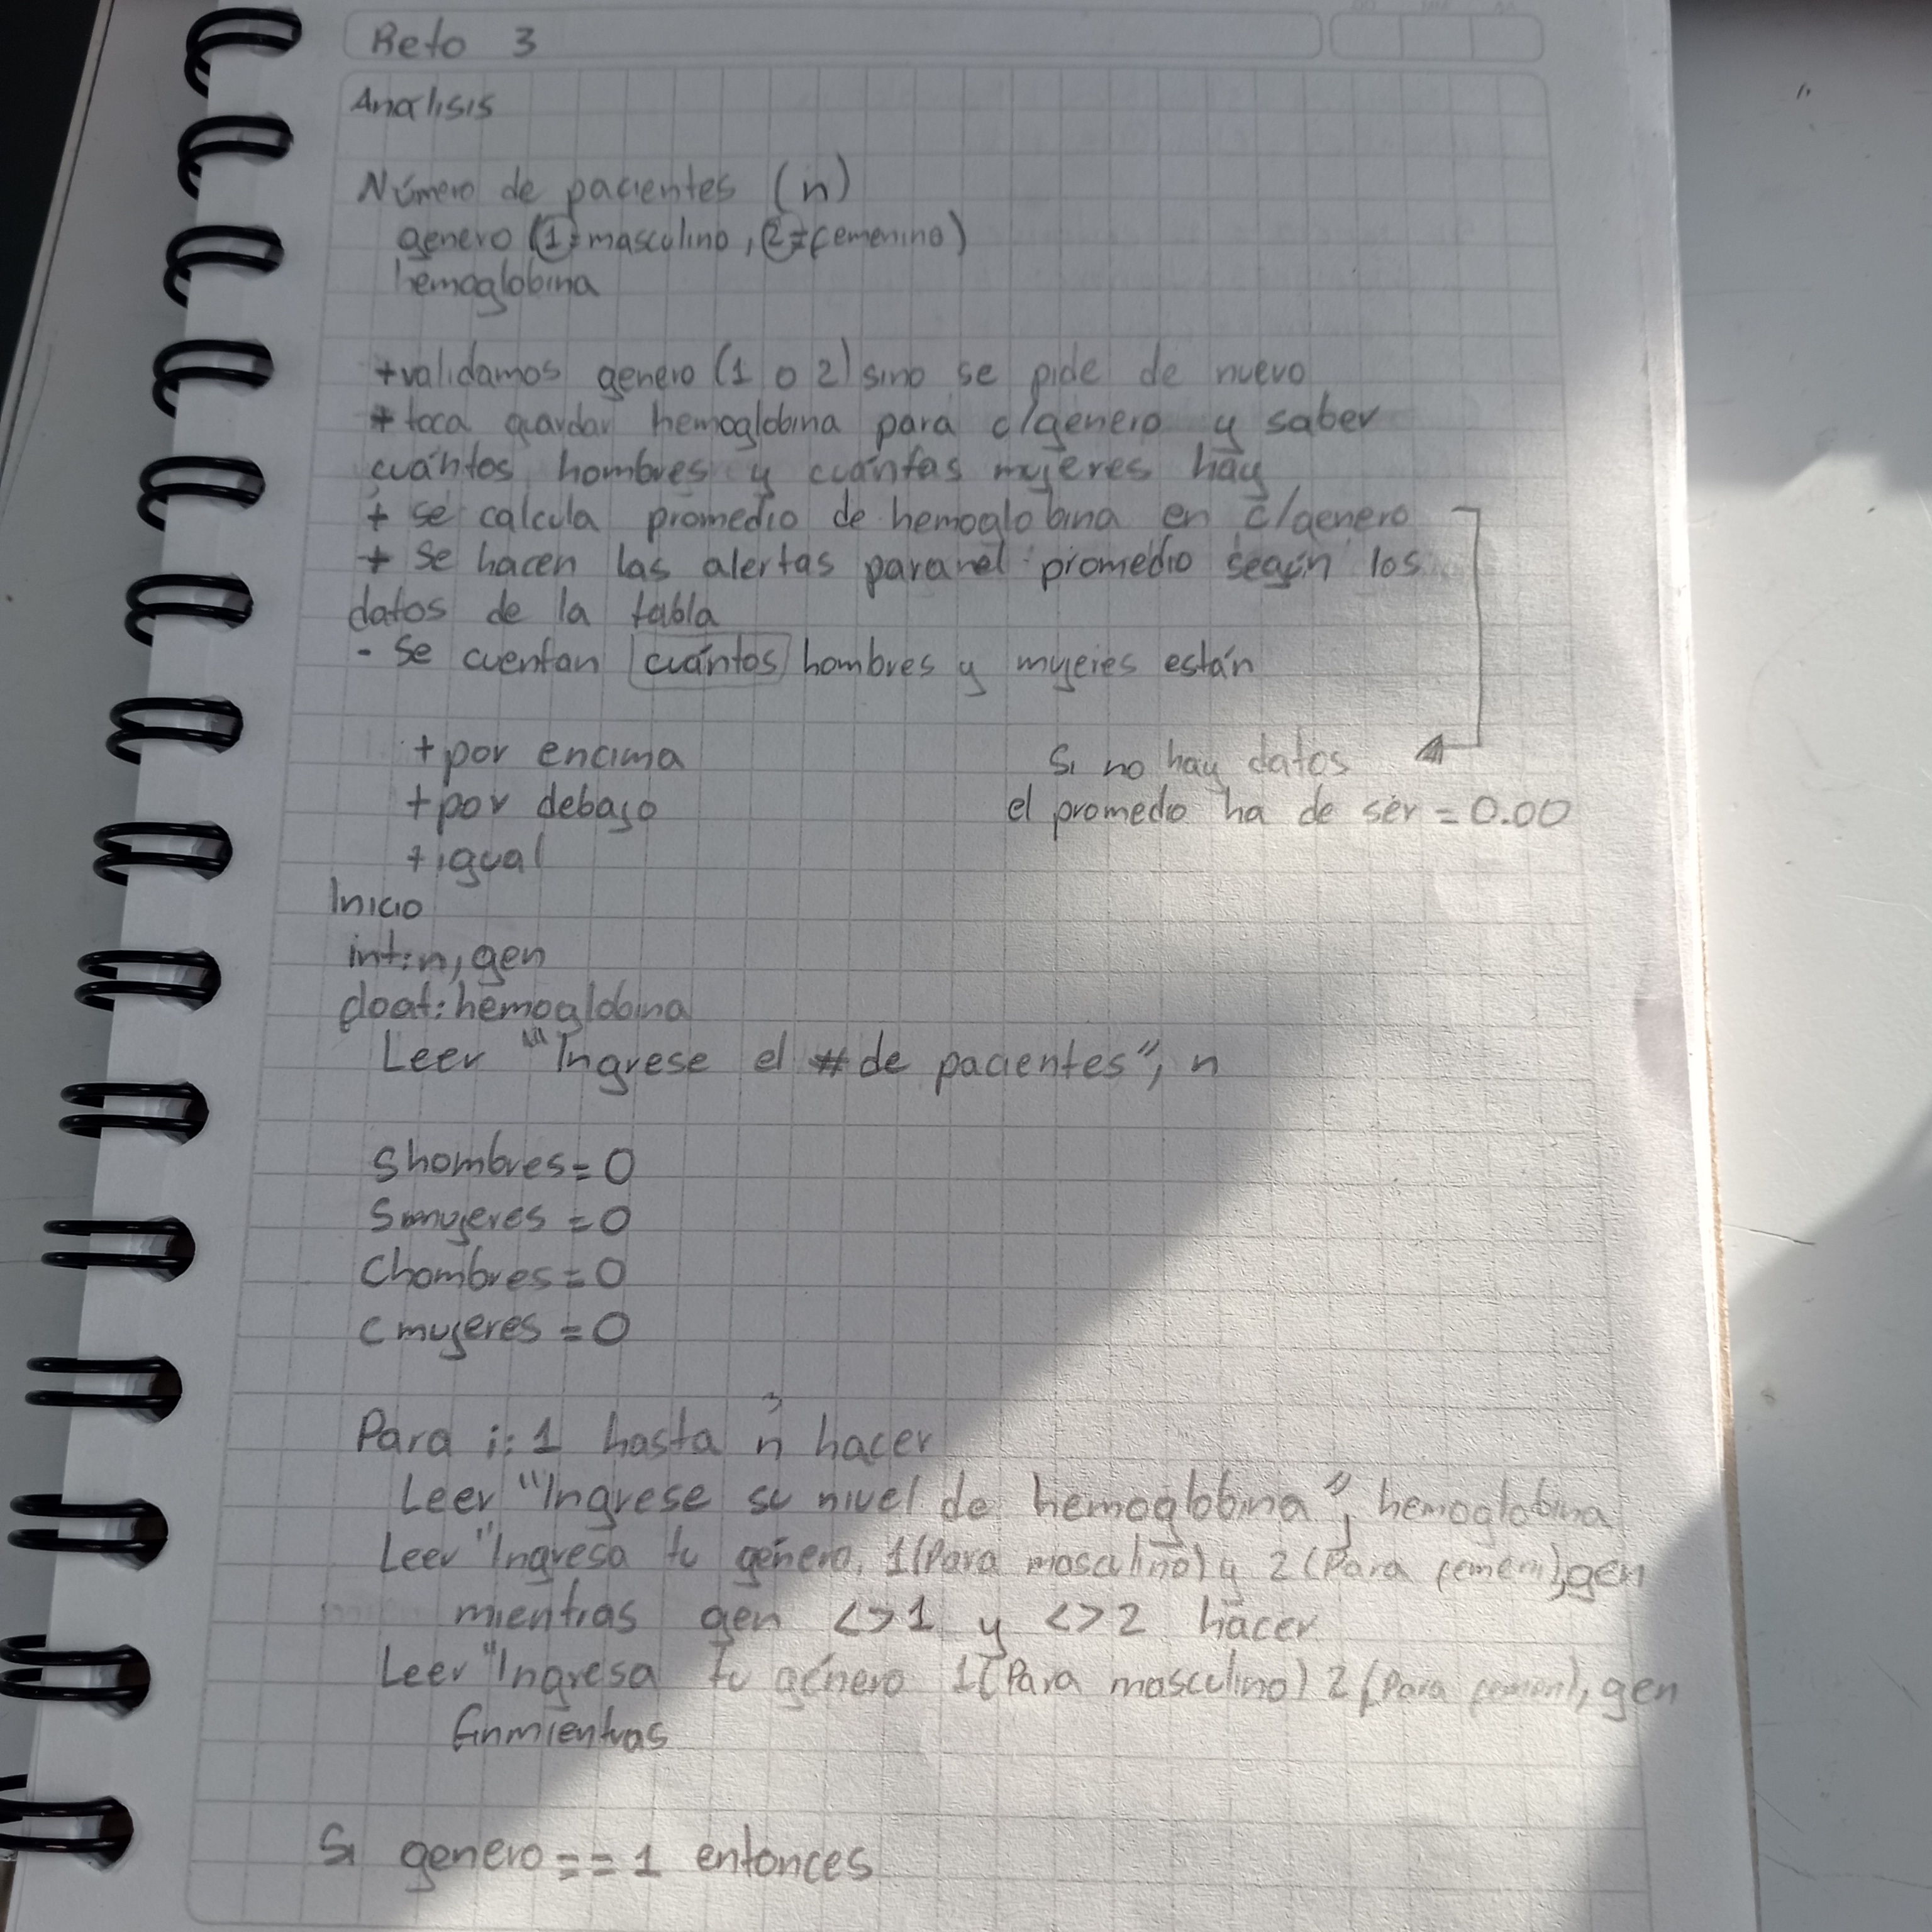 Reto 3
Analisis
Número de pacientes (n)
genero (1=masculino, 2=femenino)
hemoglobina
+validamos genero (1 o 2) sino se pide de nuevo
+ toca guardar hemoglobina para c/genero y saber
cuántos hombres y cuántas mujeres hay
+ se calcula promedio de hemoglobina en c/genero
+ Se hacen las alertas para el promedio según los
datos de la tabla
- Se cuentan cuántos hombres y mujeres están
+ por encima
+ por debajo
+ igual
Si no hay datos
el promedio ha de ser = 0.00
Inicio
int: n, gen
float: hemoglobina
Leer "Ingrese el # de pacientes", n
Shombres = 0
Smujeres = 0
Chombres = 0
Cmujeres = 0
Para i: 1 hasta n hacer
Leer "Ingrese su nivel de hemoglobina", hemoglobina
Leer "Ingresa tu género, 1(Para masculino) y 2 (Para femeni), gen
mientras gen <>1 y <>2 hacer
Leer "Ingresa tu género 1(Para masculino) 2 (Para gen
Finmientras
Si genero == 1 entonces